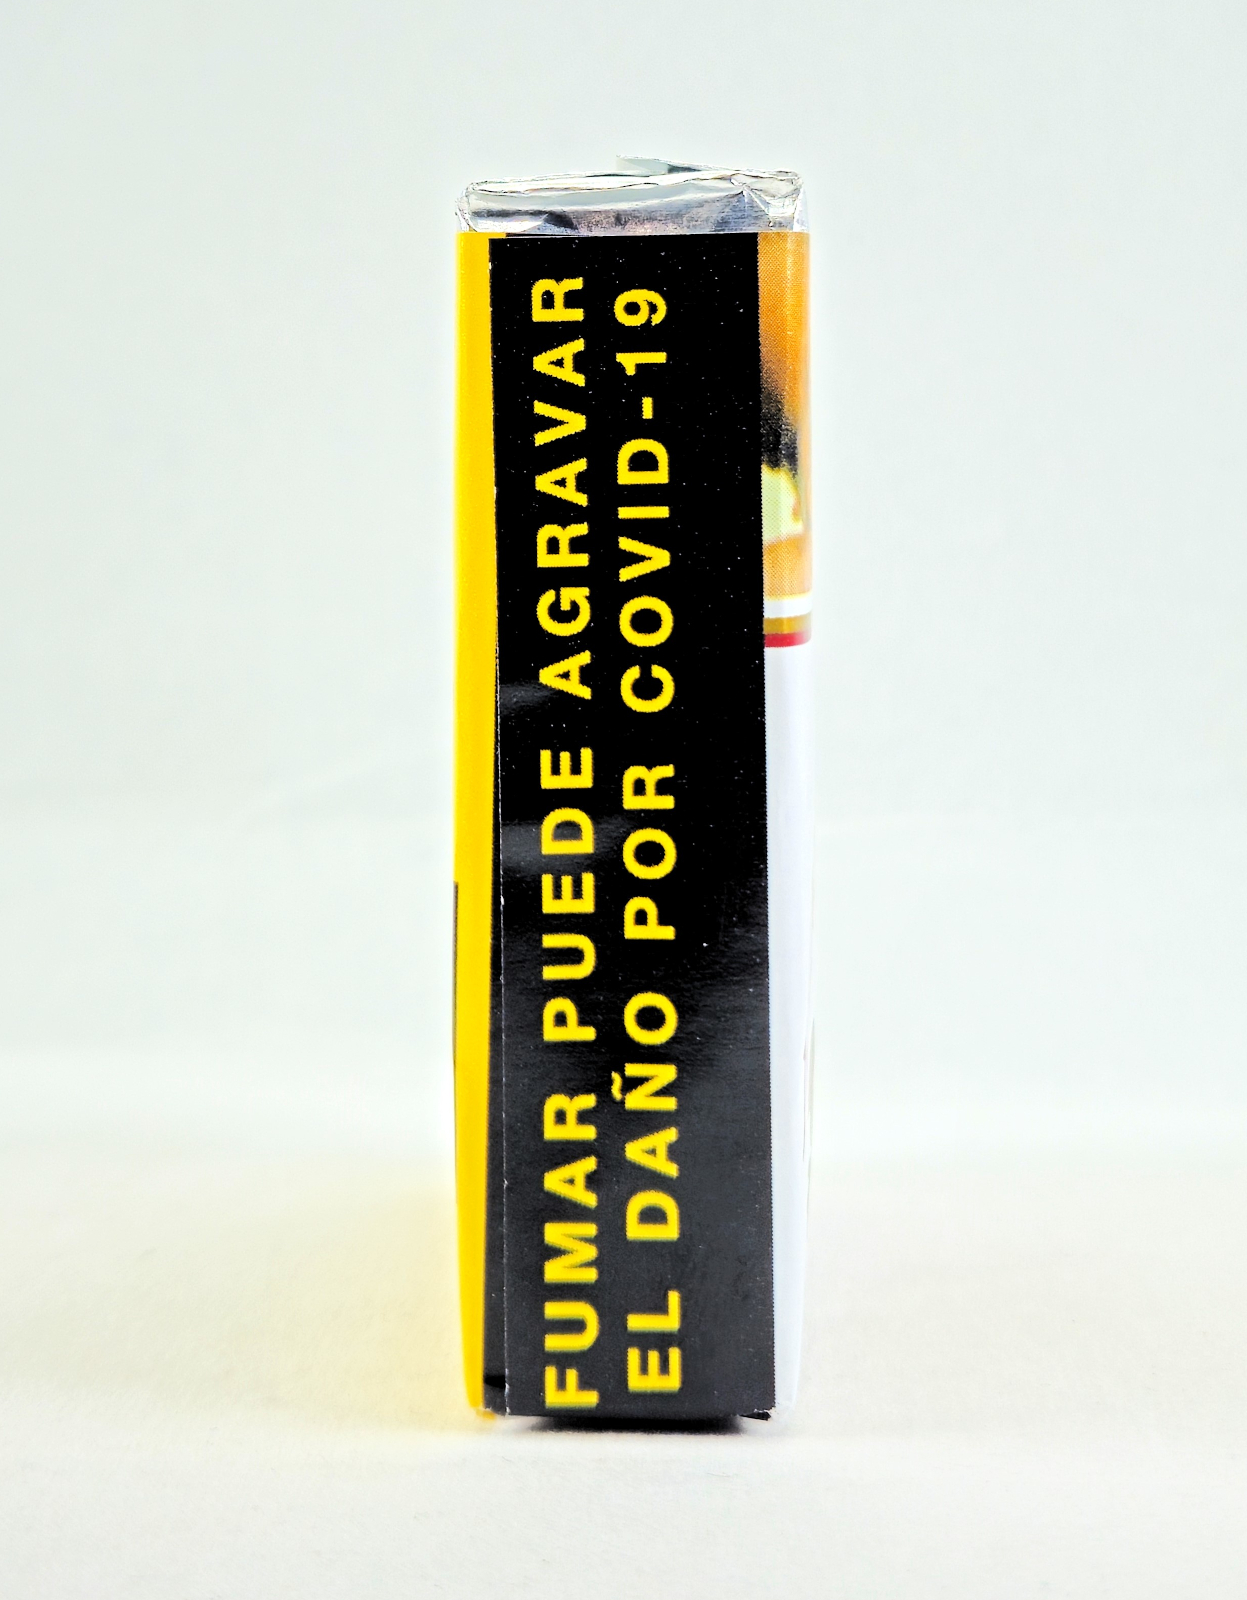 FUMAR PUEDE AGRAVAR
EL DAÑO POR COVID-19